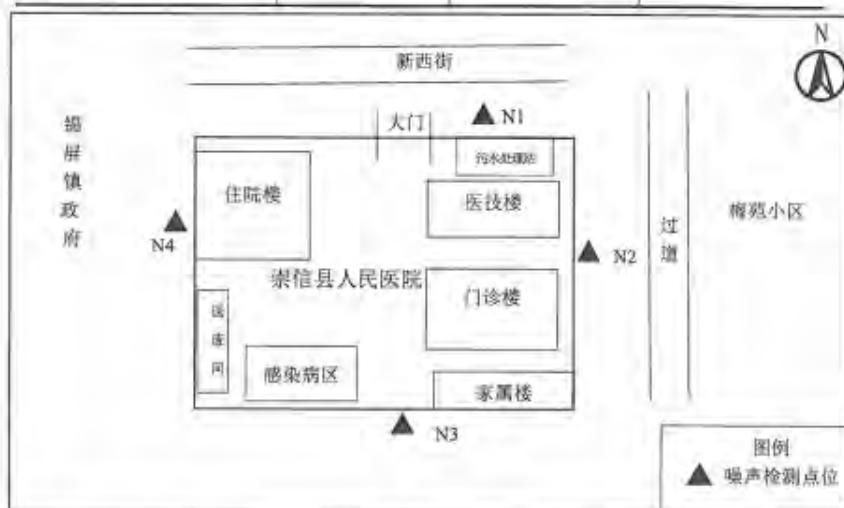 N
新西街
大门
N1
污水处理站
锡屏镇政府
住院楼
医技楼
N4
过道
梅苑小区
N2
崇信县人民医院
门诊楼
感染病区
家属楼
N3
图例
噪声检测点位